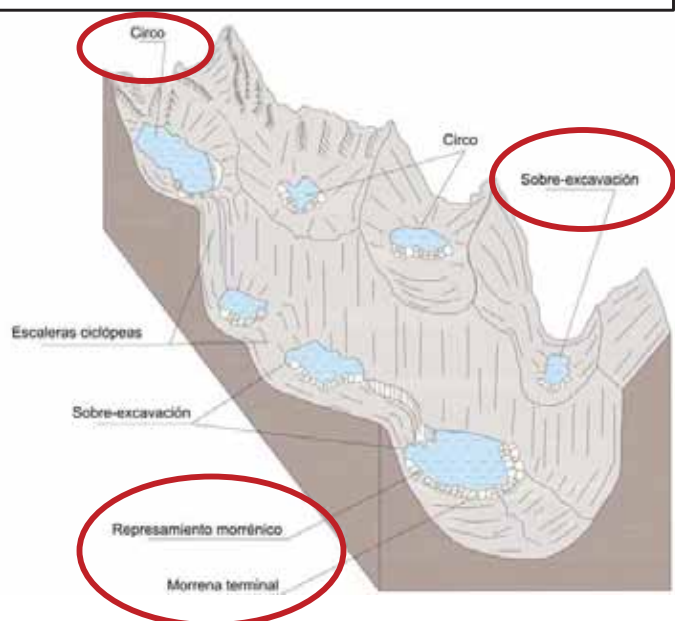 Circo
Circo
Sobre-excavación
Escaleras ciclópeas
Sobre-excavación
Represamiento morrénico
Morrena terminal